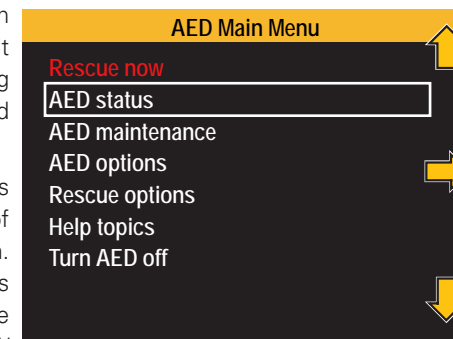 AED Main Menu
Rescue now
AED status
AED maintenance
AED options
Rescue options
Help topics
Turn AED off